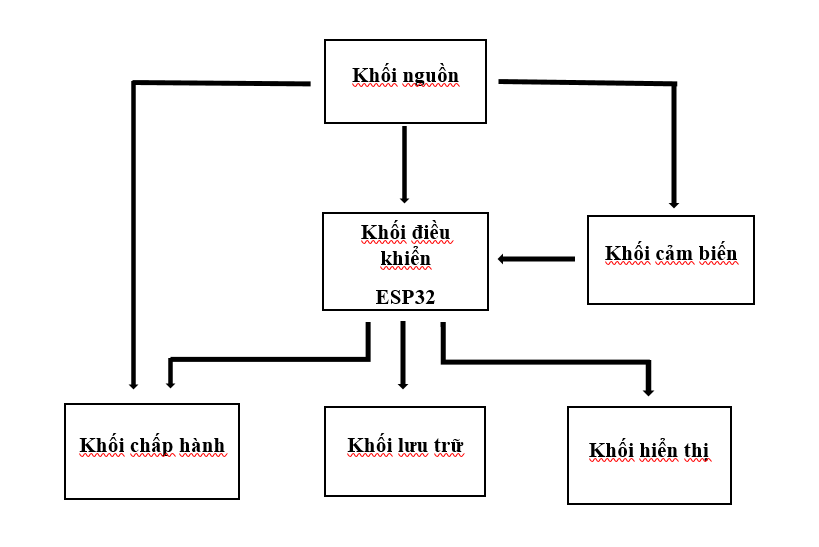 Khối nguồn
Khối điều
khiển
ESP32
Khối cảm biến
Khối chấp hành
Khối lưu trữ
Khối hiển thị